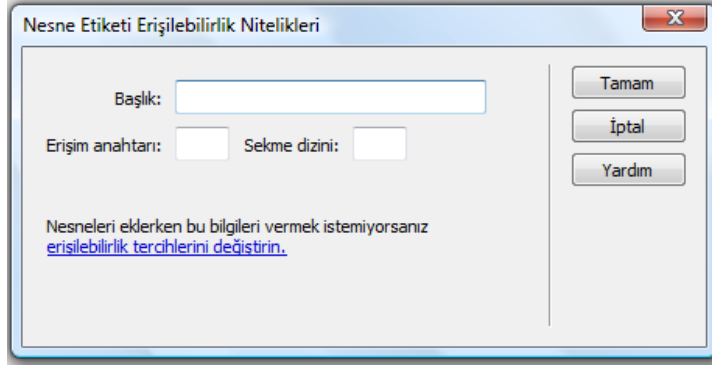 Nesne Etiketi Erişilebilirlik Nitelikleri
Başlık:
Erişim anahtarı: Sekme dizini:
Nesneleri eklerken bu bilgileri vermek istemiyorsanız
erişilebilirlik tercihlerini değiştirin.
Tamam
İptal
Yardım